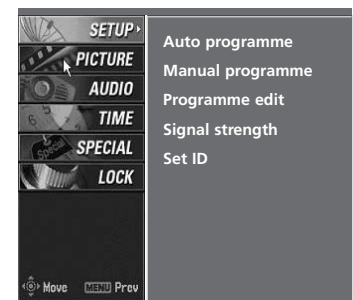 SETUP
PICTURE
AUDIO
TIME
SPECIAL
LOCK
Move MENU Prev
Auto programme
Manual programme
Programme edit
Signal strength
Set ID